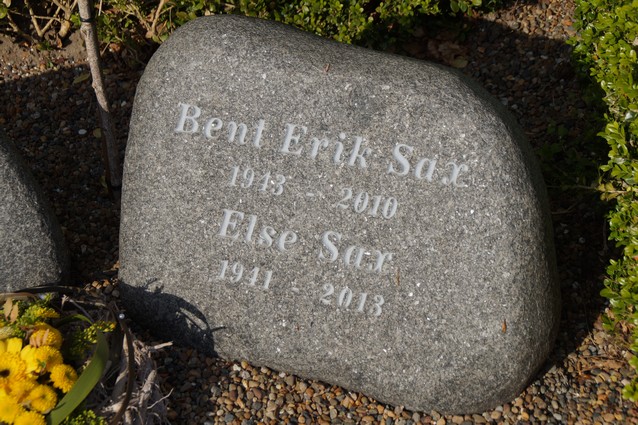 Bent Erik Sax
1943 - 2010
Else Sax
1941 - 2013